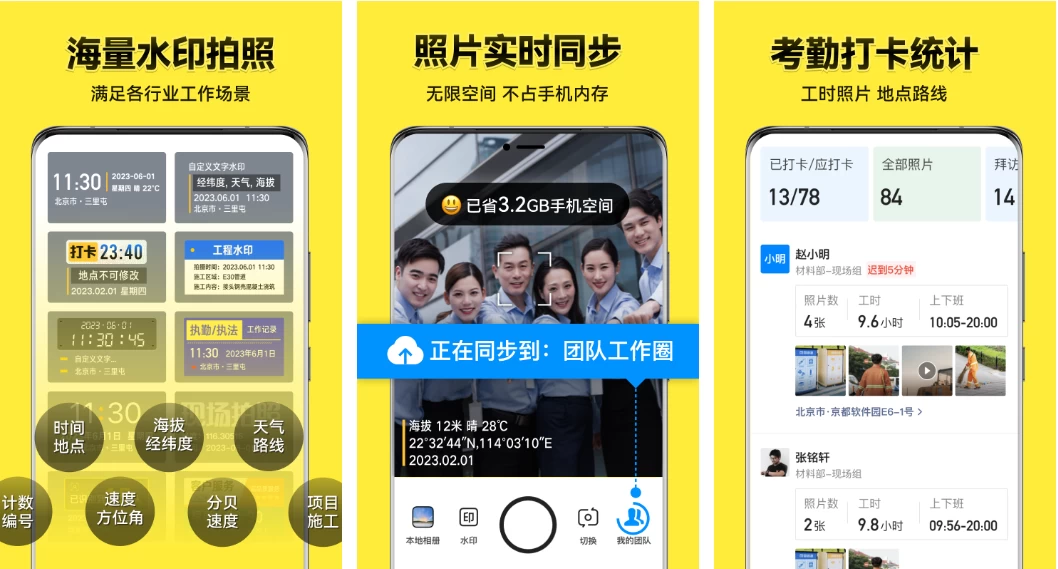 海量水印拍照
满足各行业工作场景
11:30
2023-06-01
星期四 晴 22℃
北京市·三里屯
自定义文字水印
经纬度, 天气, 海拔
2023.06.01 11:30
北京市·三里屯
打卡 23:40
地点不可修改
2023.02.01 星期四
工程水印
拍摄时间：2023.06.01 11:30
施工区域：E30管道
施工内容：接头钢壳混凝土浇筑
2023-06-01
11:30:45
自定义文字...
北京市·三里屯
执勤/执法 工作记录
11:30 2023年6月1日
北京市·三里屯
11:30
现场拍照
时间
地点
海拔
经纬度
天气
路线
计数
编号
速度
方位角
分贝
速度
项目
施工
照片实时同步
无限空间 不占手机内存
已省3.2GB手机空间
正在同步到：团队工作圈
海拔 12米 晴 28℃
22°32′44″N,114°03′10″E
2023.02.01
本地相册
印
水印
切换
我的团队
考勤打卡统计
工时照片 地点路线
已打卡/应打卡
13/78
全部照片
84
拜访
14
小明
赵小明
材料部-现场组 迟到5分钟
照片数 工时 上下班
4张 9.6小时 10:05-20:00
北京市·京都软件园E6-1号 >
张铭轩
材料部-现场组
照片数 工时 上下班
2张 9.8小时 09:56-20:00